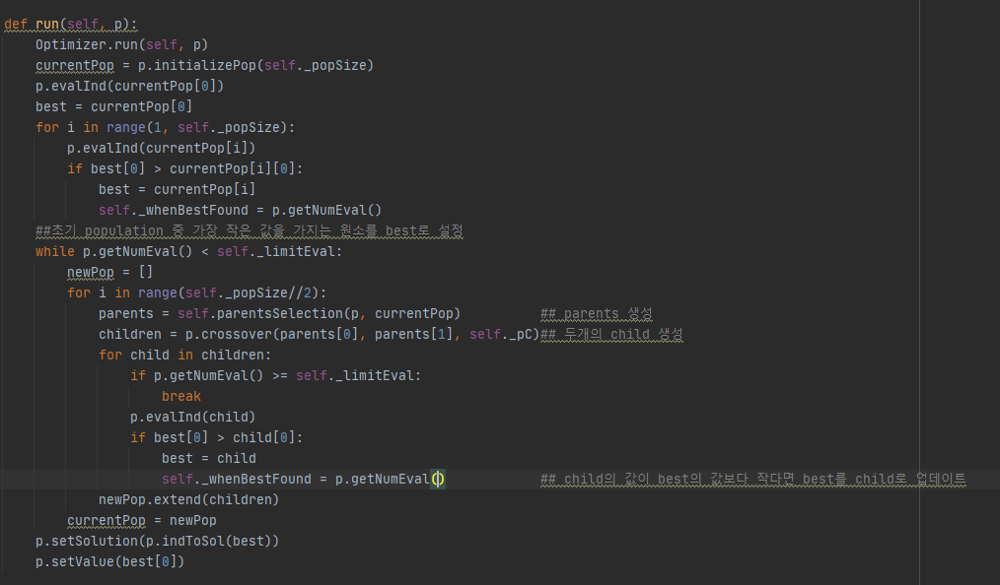 def run(self, p):
    Optimizer.run(self, p)
    currentPop = p.initializePop(self._popSize)
    p.evalInd(currentPop[0])
    best = currentPop[0]
    for i in range(1, self._popSize):
        p.evalInd(currentPop[i])
        if best[0] > currentPop[i][0]:
            best = currentPop[i]
            self._whenBestFound = p.getNumEval()
    ##초기 population 중 가장 작은 값을 가지는 원소를 best로 설정
    while p.getNumEval() < self._limitEval:
        newPop = []
        for i in range(self._popSize//2):
            parents = self.parentsSelection(p, currentPop)          ## parents 생성
            children = p.crossover(parents[0], parents[1], self._pC)## 두개의 child 생성
            for child in children:
                if p.getNumEval() >= self._limitEval:
                    break
                p.evalInd(child)
                if best[0] > child[0]:
                    best = child
                    self._whenBestFound = p.getNumEval()            ## child의 값이 best의 값보다 작다면 best를 child로 업데이트
            newPop.extend(children)
        currentPop = newPop
    p.setSolution(p.indToSol(best))
    p.setValue(best[0])